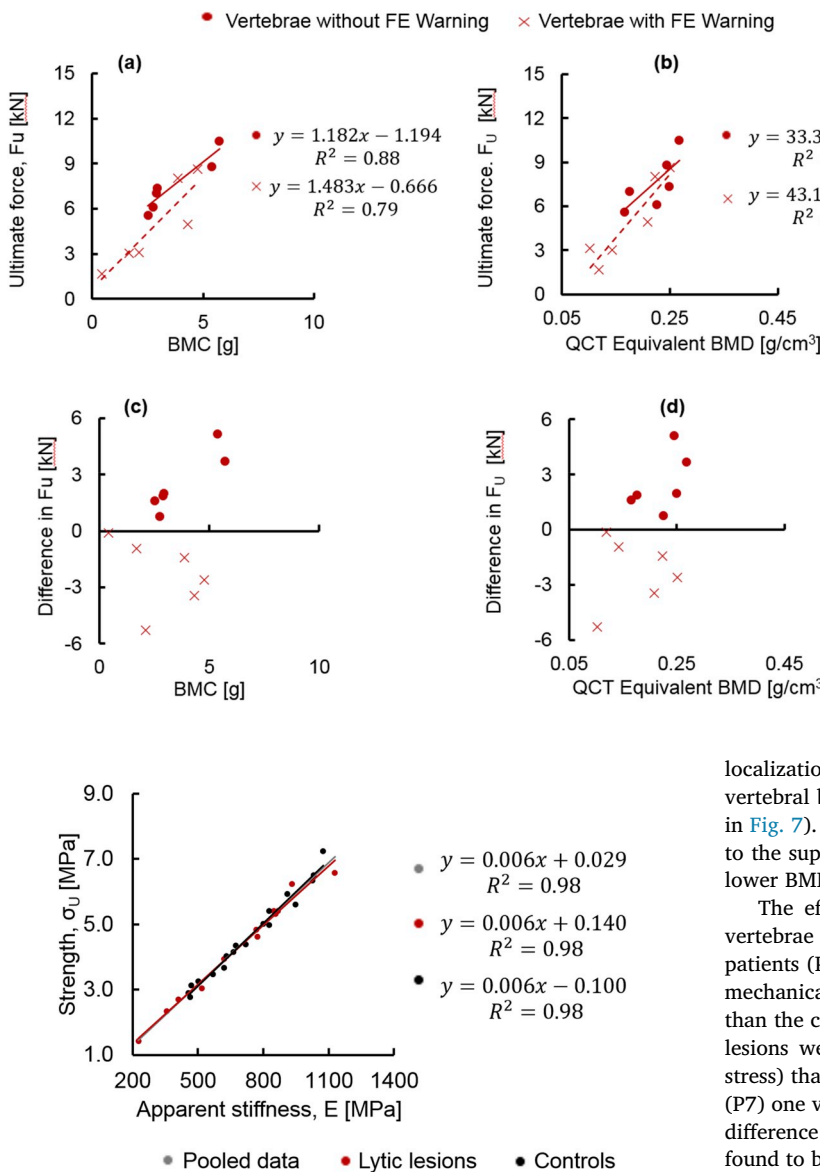 Vertebrae without FE Warning Vertebrae with FE Warning
(a)
15
12
9
6
3
0
Ultimate force, Fu [kN]
y = 1.182x − 1.194
R² = 0.88
y = 1.483x − 0.666
R² = 0.79
0 5 10
BMC [g]
(b)
15
12
9
6
3
0
Ultimate force. F_U [kN]
y = 33.3
R²
y = 43.1
R²
0.05 0.25 0.45
QCT Equivalent BMD [g/cm³]
(c)
6
3
0
-3
-6
Difference in Fu [kN]
0 5 10
BMC [g]
(d)
6
3
0
-3
-6
Difference in F_U [kN]
0.05 0.25 0.45
QCT Equivalent BMD [g/cm³]
9.0
7.0
5.0
3.0
1.0
Strength, σ_U [MPa]
y = 0.006x + 0.029
R² = 0.98
y = 0.006x + 0.140
R² = 0.98
y = 0.006x − 0.100
R² = 0.98
200 500 800 1100 1400
Apparent stiffness, E [MPa]
Pooled data Lytic lesions Controls
localization
vertebral b
in Fig. 7).
to the sup
lower BMD
The ef
vertebrae
patients (P
mechanica
than the c
lesions we
stress) tha
(P7) one v
difference
found to b